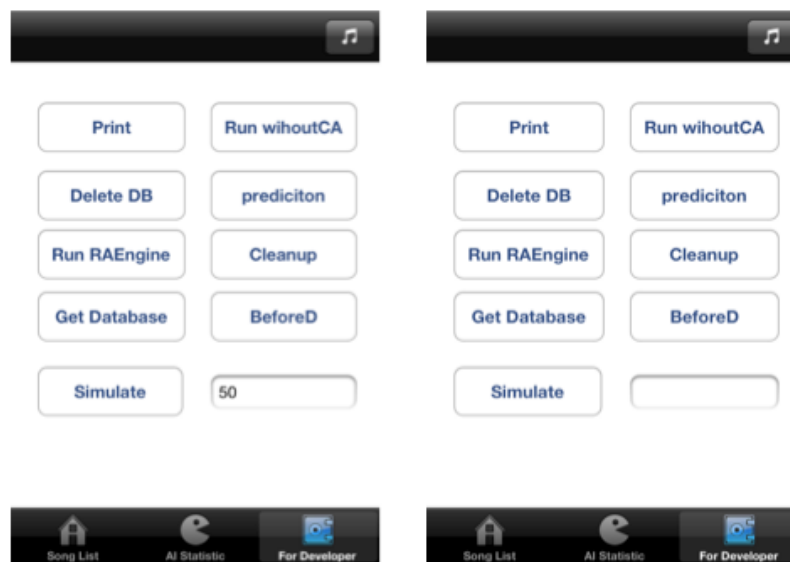 Print Run wihoutCA
Delete DB prediciton
Run RAEngine Cleanup
Get Database BeforeD
Simulate 50
Song List AI Statistic For Developer
Print Run wihoutCA
Delete DB prediciton
Run RAEngine Cleanup
Get Database BeforeD
Simulate
Song List AI Statistic For Developer